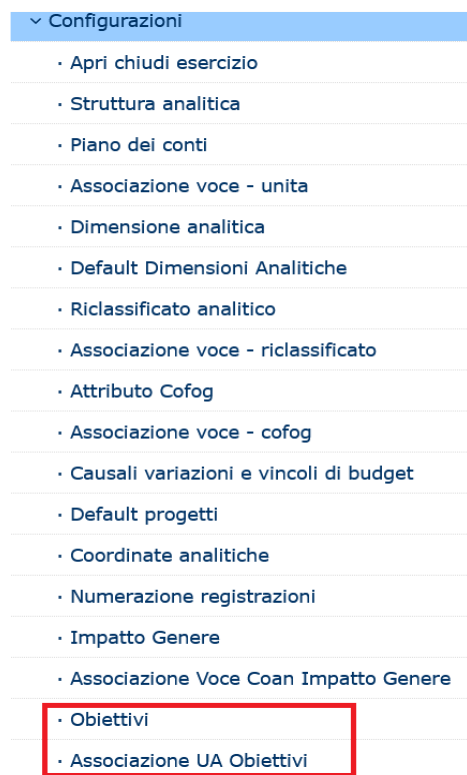 Configurazioni
· Apri chiudi esercizio
· Struttura analitica
· Piano dei conti
· Associazione voce - unita
· Dimensione analitica
· Default Dimensioni Analitiche
· Riclassificato analitico
· Associazione voce - riclassificato
· Attributo Cofog
· Associazione voce - cofog
· Causali variazioni e vincoli di budget
· Default progetti
· Coordinate analitiche
· Numerazione registrazioni
· Impatto Genere
· Associazione Voce Coan Impatto Genere
· Obiettivi
· Associazione UA Obiettivi